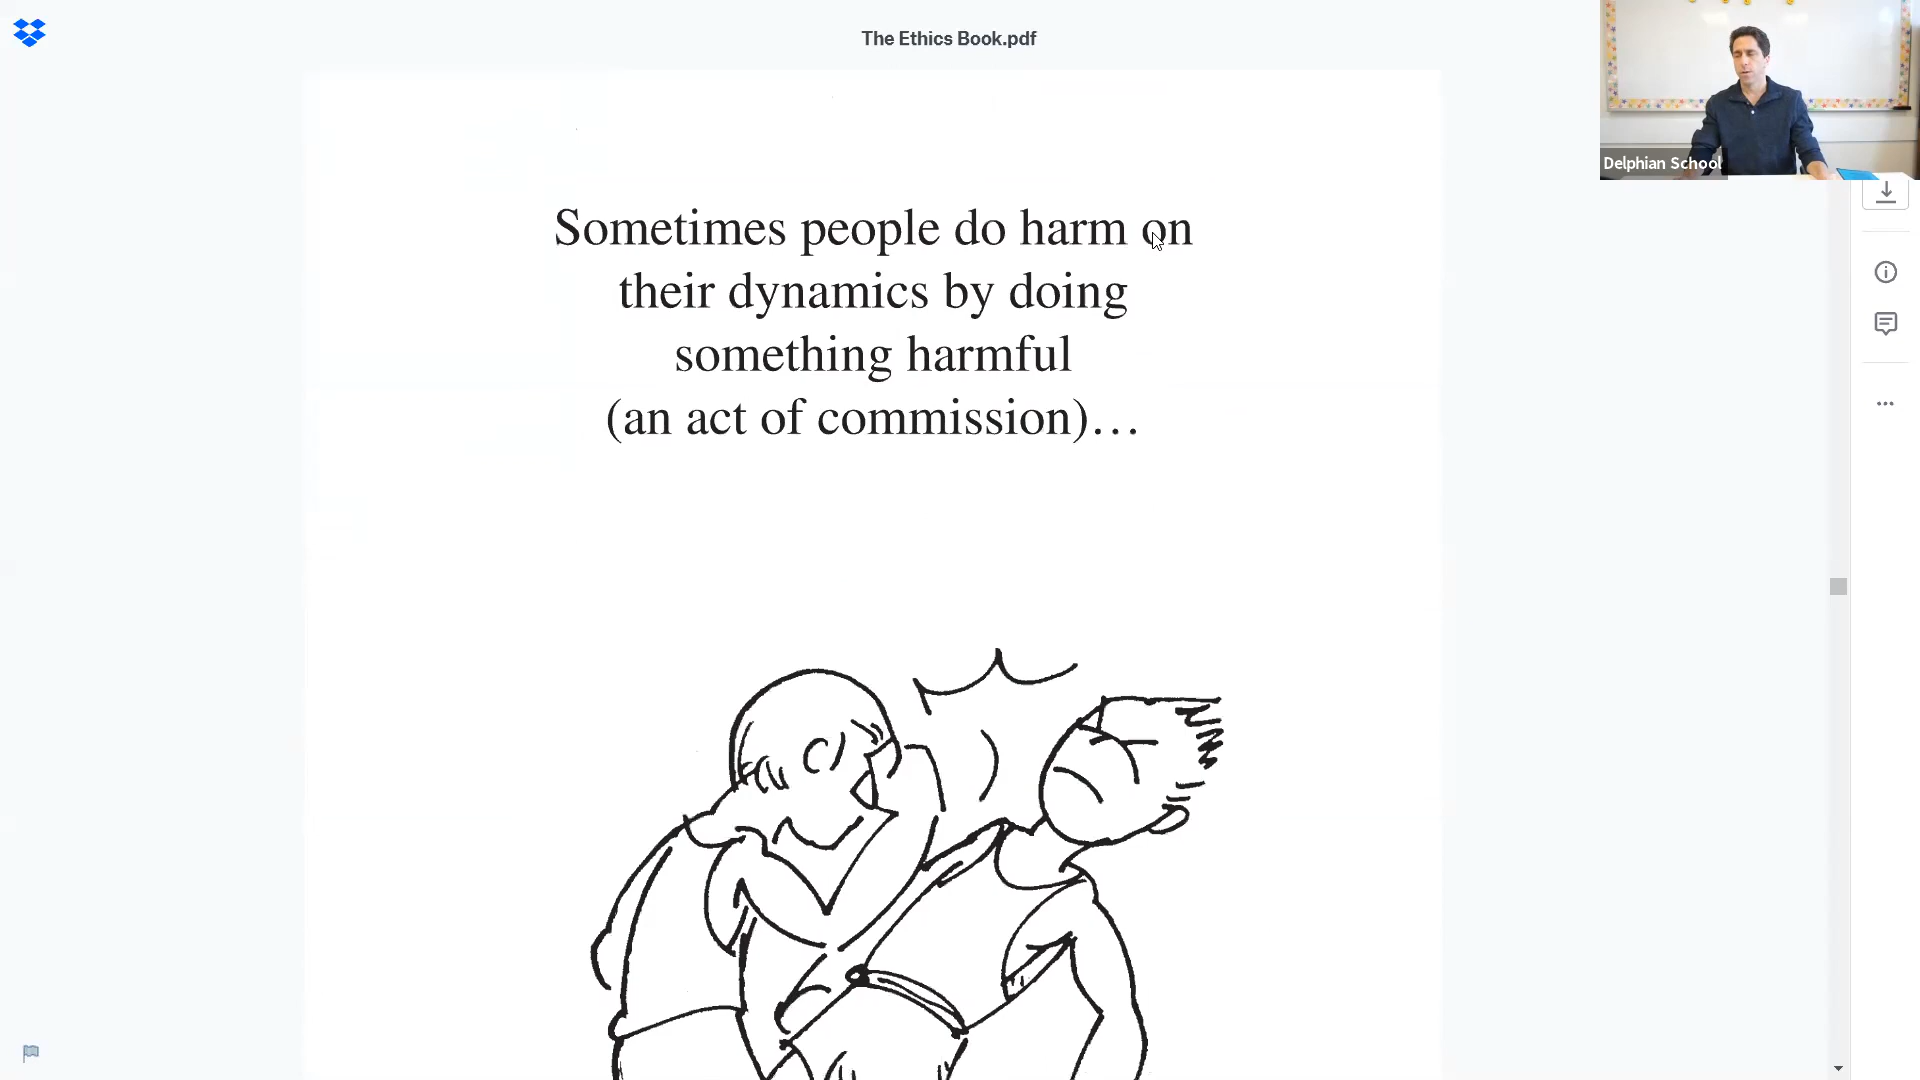 The Ethics Book.pdf
Delphian School
Sometimes people do harm on
their dynamics by doing
something harmful
(an act of commission)…